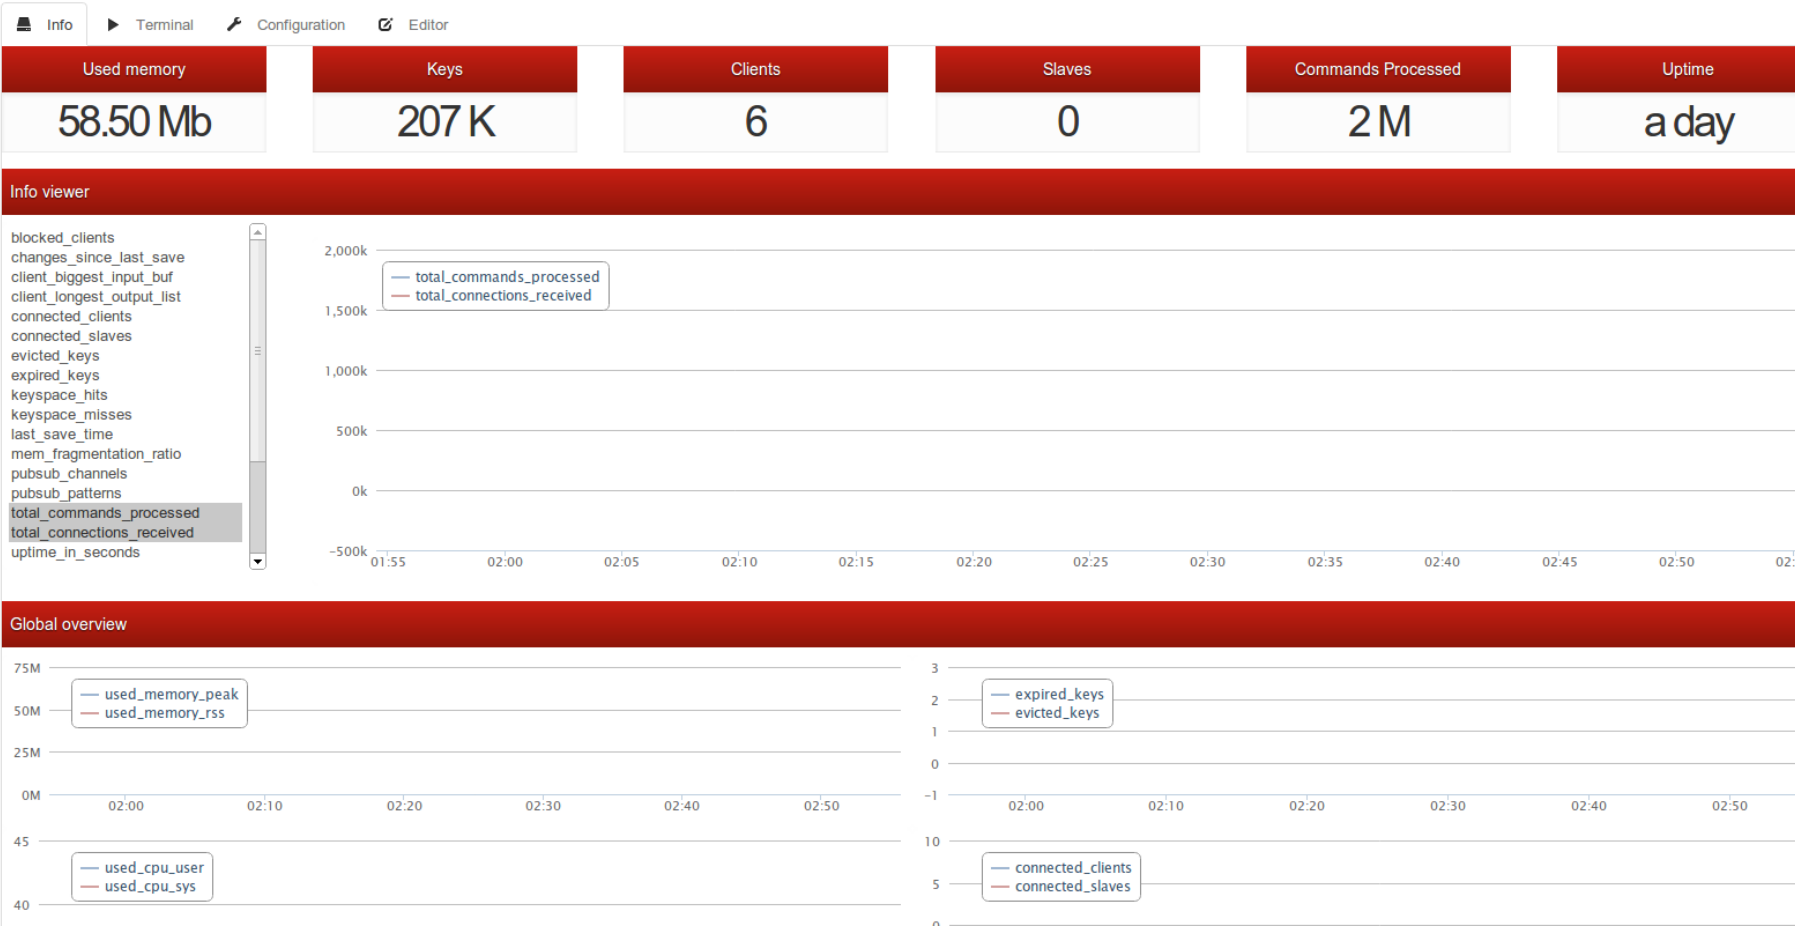 Info Terminal Configuration Editor
Used memory Keys Clients Slaves Commands Processed Uptime
58.50 Mb 207 K 6 0 2 M a day
Info viewer
blocked_clients
changes_since_last_save
client_biggest_input_buf
client_longest_output_list
connected_clients
connected_slaves
evicted_keys
expired_keys
keyspace_hits
keyspace_misses
last_save_time
mem_fragmentation_ratio
pubsub_channels
pubsub_patterns
total_commands_processed
total_connections_received
uptime_in_seconds
2,000k
total_commands_processed
total_connections_received
1,500k
1,000k
500k
0k
-500k
01:55 02:00 02:05 02:10 02:15 02:20 02:25 02:30 02:35 02:40 02:45 02:50 02:
Global overview
75M
used_memory_peak
50M
used_memory_rss
25M
0M
02:00 02:10 02:20 02:30 02:40 02:50
3
expired_keys
2
evicted_keys
1
0
-1
02:00 02:10 02:20 02:30 02:40 02:50
45
used_cpu_user
used_cpu_sys
40
10
connected_clients
5
connected_slaves
0